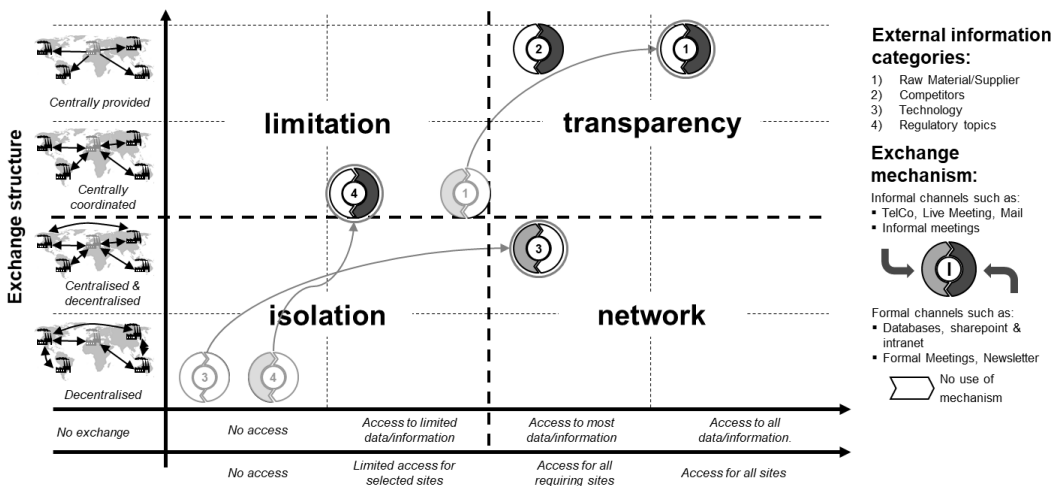 Exchange structure
Centrally provided
Centrally
coordinated
Centralised &
decentralised
Decentralised
limitation
transparency
isolation
network
2
1
4
1
3
3
4
No exchange
No access
Access to limited
data/information
Access to most
data/information
Access to all
data/information.
No access
Limited access for
selected sites
Access for all
requiring sites
Access for all sites
External information
categories:
1) Raw Material/Supplier
2) Competitors
3) Technology
4) Regulatory topics
Exchange
mechanism:
Informal channels such as:
▪ TelCo, Live Meeting, Mail
▪ Informal meetings
I
Formal channels such as:
▪ Databases, sharepoint &
intranet
▪ Formal Meetings, Newsletter
No use of
mechanism